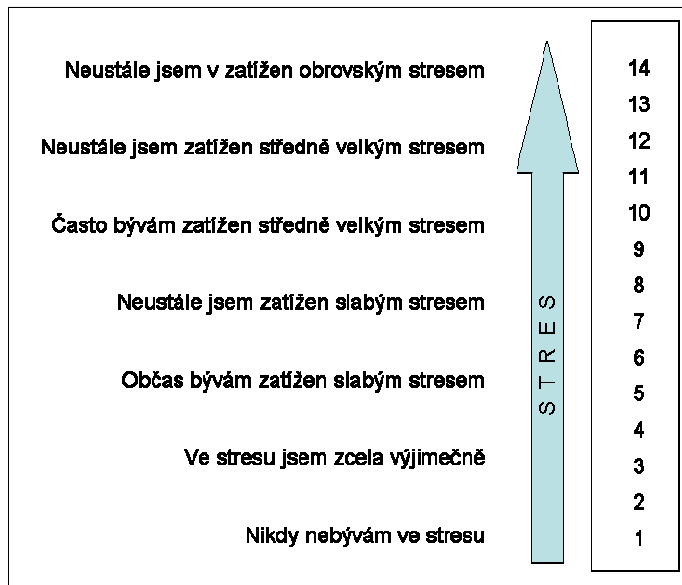 Neustále jsem v zatížen obrovským stresem
Neustále jsem zatížen středně velkým stresem
Často bývám zatížen středně velkým stresem
Neustále jsem zatížen slabým stresem
Občas bývám zatížen slabým stresem
Ve stresu jsem zcela výjimečně
Nikdy nebývám ve stresu
STRES
14
13
12
11
10
9
8
7
6
5
4
3
2
1